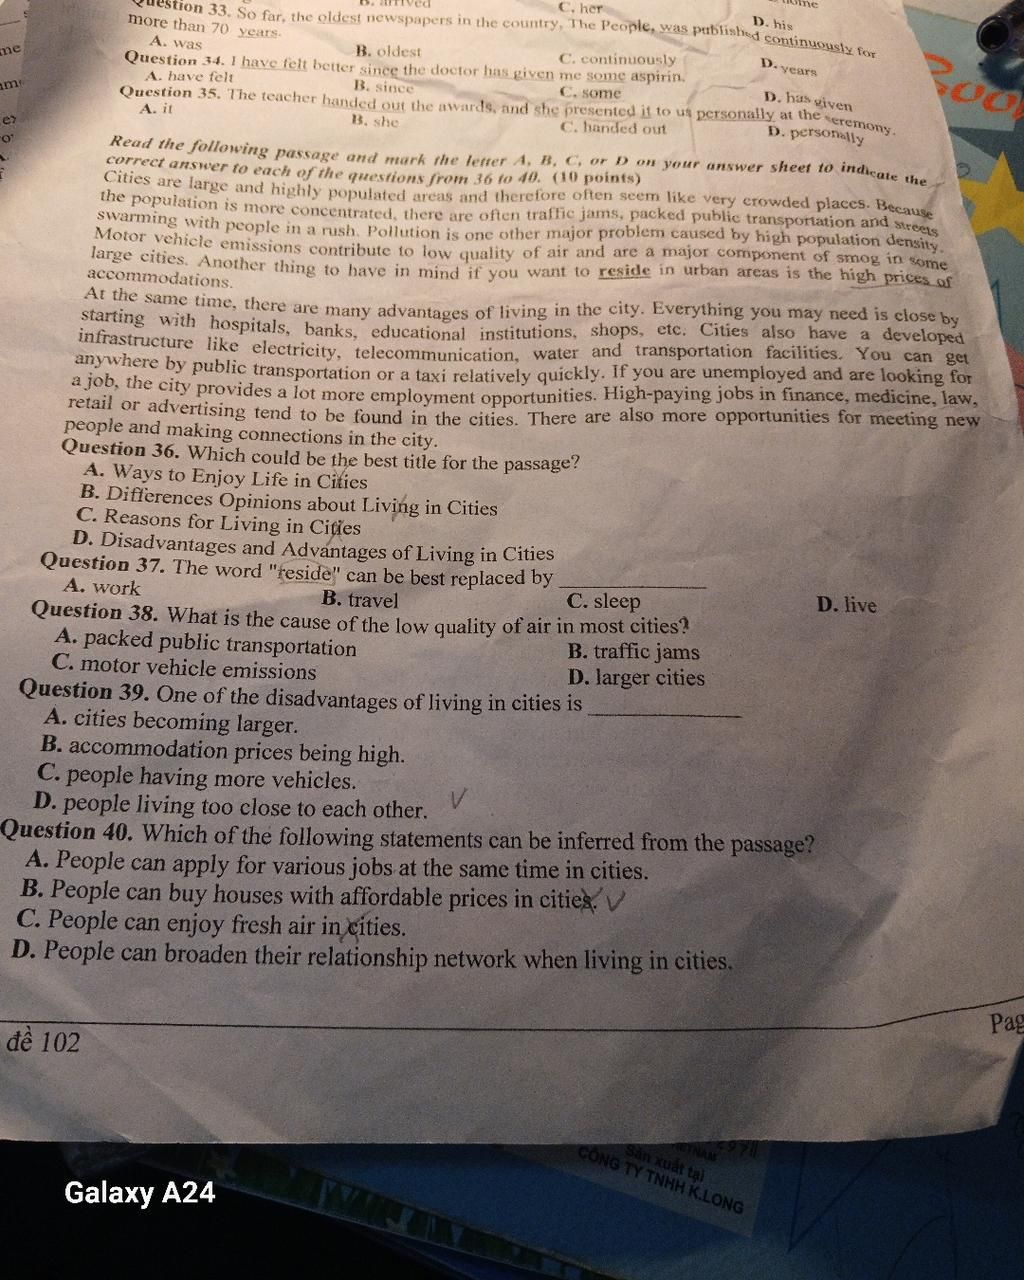 B. arrived C. her D. his
Question 33. So far, the oldest newspapers in the country, The People, was published continuously for
more than 70 years.
A. was B. oldest C. continuously D. years
Question 34. I have felt better since the doctor has given me some aspirin.
A. have felt B. since C. some D. has given
Question 35. The teacher handed out the awards, and she presented it to us personally at the ceremony.
A. it B. she C. handed out D. personally
Read the following passage and mark the letter A, B, C, or D on your answer sheet to indicate the
correct answer to each of the questions from 36 to 40. (10 points)
Cities are large and highly populated areas and therefore often seem like very crowded places. Because
the population is more concentrated, there are often traffic jams, packed public transportation and streets
swarming with people in a rush. Pollution is one other major problem caused by high population density.
Motor vehicle emissions contribute to low quality of air and are a major component of smog in some
large cities. Another thing to have in mind if you want to reside in urban areas is the high prices of
accommodations.
At the same time, there are many advantages of living in the city. Everything you may need is close by
starting with hospitals, banks, educational institutions, shops, etc. Cities also have a developed
infrastructure like electricity, telecommunication, water and transportation facilities. You can get
anywhere by public transportation or a taxi relatively quickly. If you are unemployed and are looking for
a job, the city provides a lot more employment opportunities. High-paying jobs in finance, medicine, law,
retail or advertising tend to be found in the cities. There are also more opportunities for meeting new
people and making connections in the city.
Question 36. Which could be the best title for the passage?
A. Ways to Enjoy Life in Cities
B. Differences Opinions about Living in Cities
C. Reasons for Living in Cities
D. Disadvantages and Advantages of Living in Cities
Question 37. The word "reside" can be best replaced by ____________
A. work B. travel C. sleep D. live
Question 38. What is the cause of the low quality of air in most cities?
A. packed public transportation B. traffic jams
C. motor vehicle emissions D. larger cities
Question 39. One of the disadvantages of living in cities is ____________
A. cities becoming larger.
B. accommodation prices being high.
C. people having more vehicles.
D. people living too close to each other.
Question 40. Which of the following statements can be inferred from the passage?
A. People can apply for various jobs at the same time in cities.
B. People can buy houses with affordable prices in cities.
C. People can enjoy fresh air in cities.
D. People can broaden their relationship network when living in cities.
đề 102 Pag
Sản xuất tại
CÔNG TY TNHH K.LONG
Galaxy A24